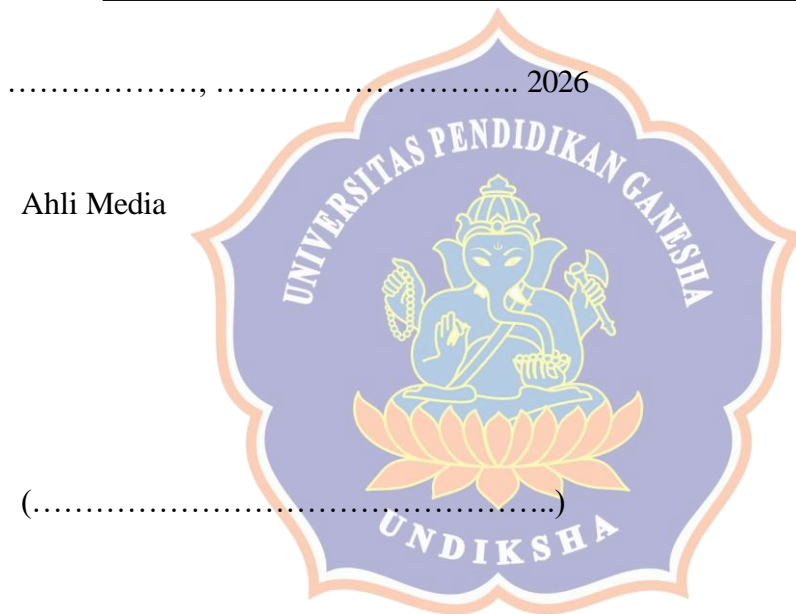 ………………, ……………………….. 2026
UNIVERSITAS PENDIDIKAN GANESHA
Ahli Media
(…………………………………………..)
UNDIKSHA